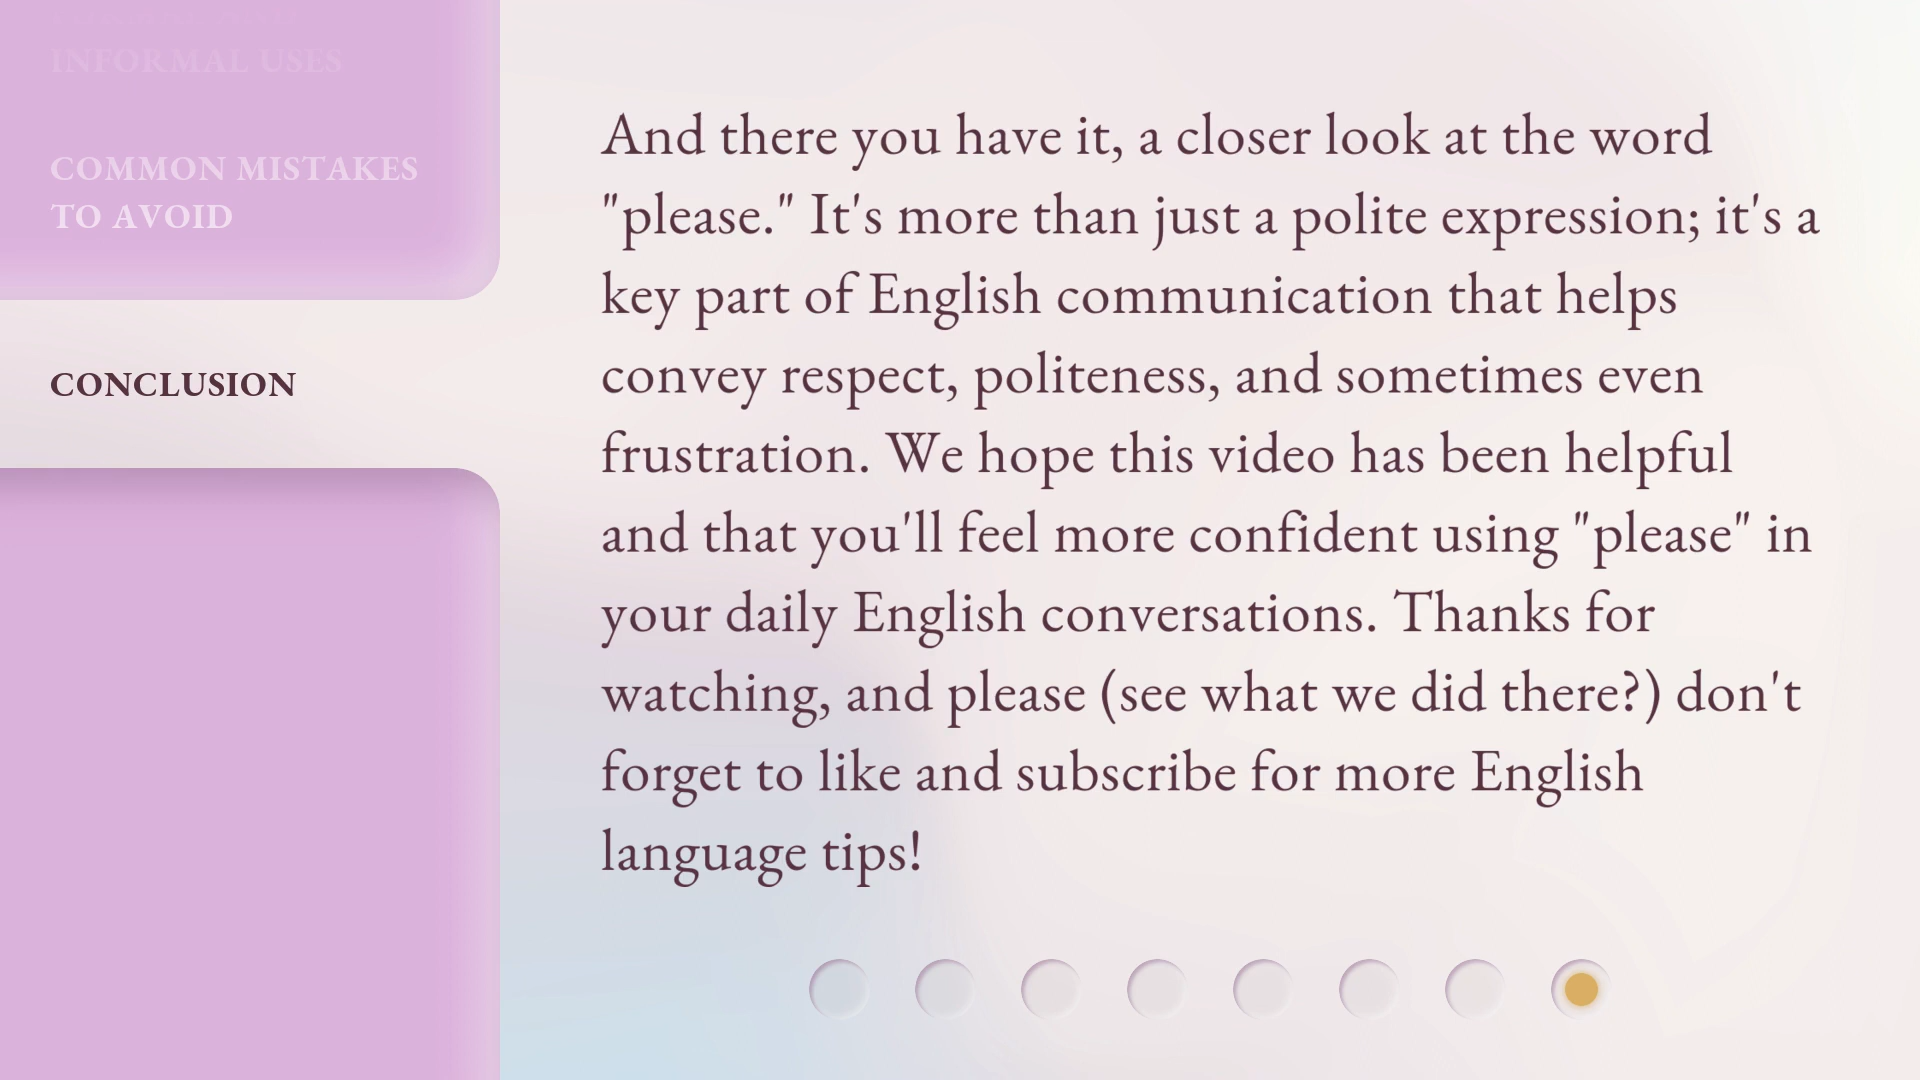 INFORMAL USES
COMMON MISTAKES
TO AVOID
CONCLUSION
And there you have it, a closer look at the word
"please." It's more than just a polite expression; it's a
key part of English communication that helps
convey respect, politeness, and sometimes even
frustration. We hope this video has been helpful
and that you'll feel more confident using "please" in
your daily English conversations. Thanks for
watching, and please (see what we did there?) don't
forget to like and subscribe for more English
language tips!